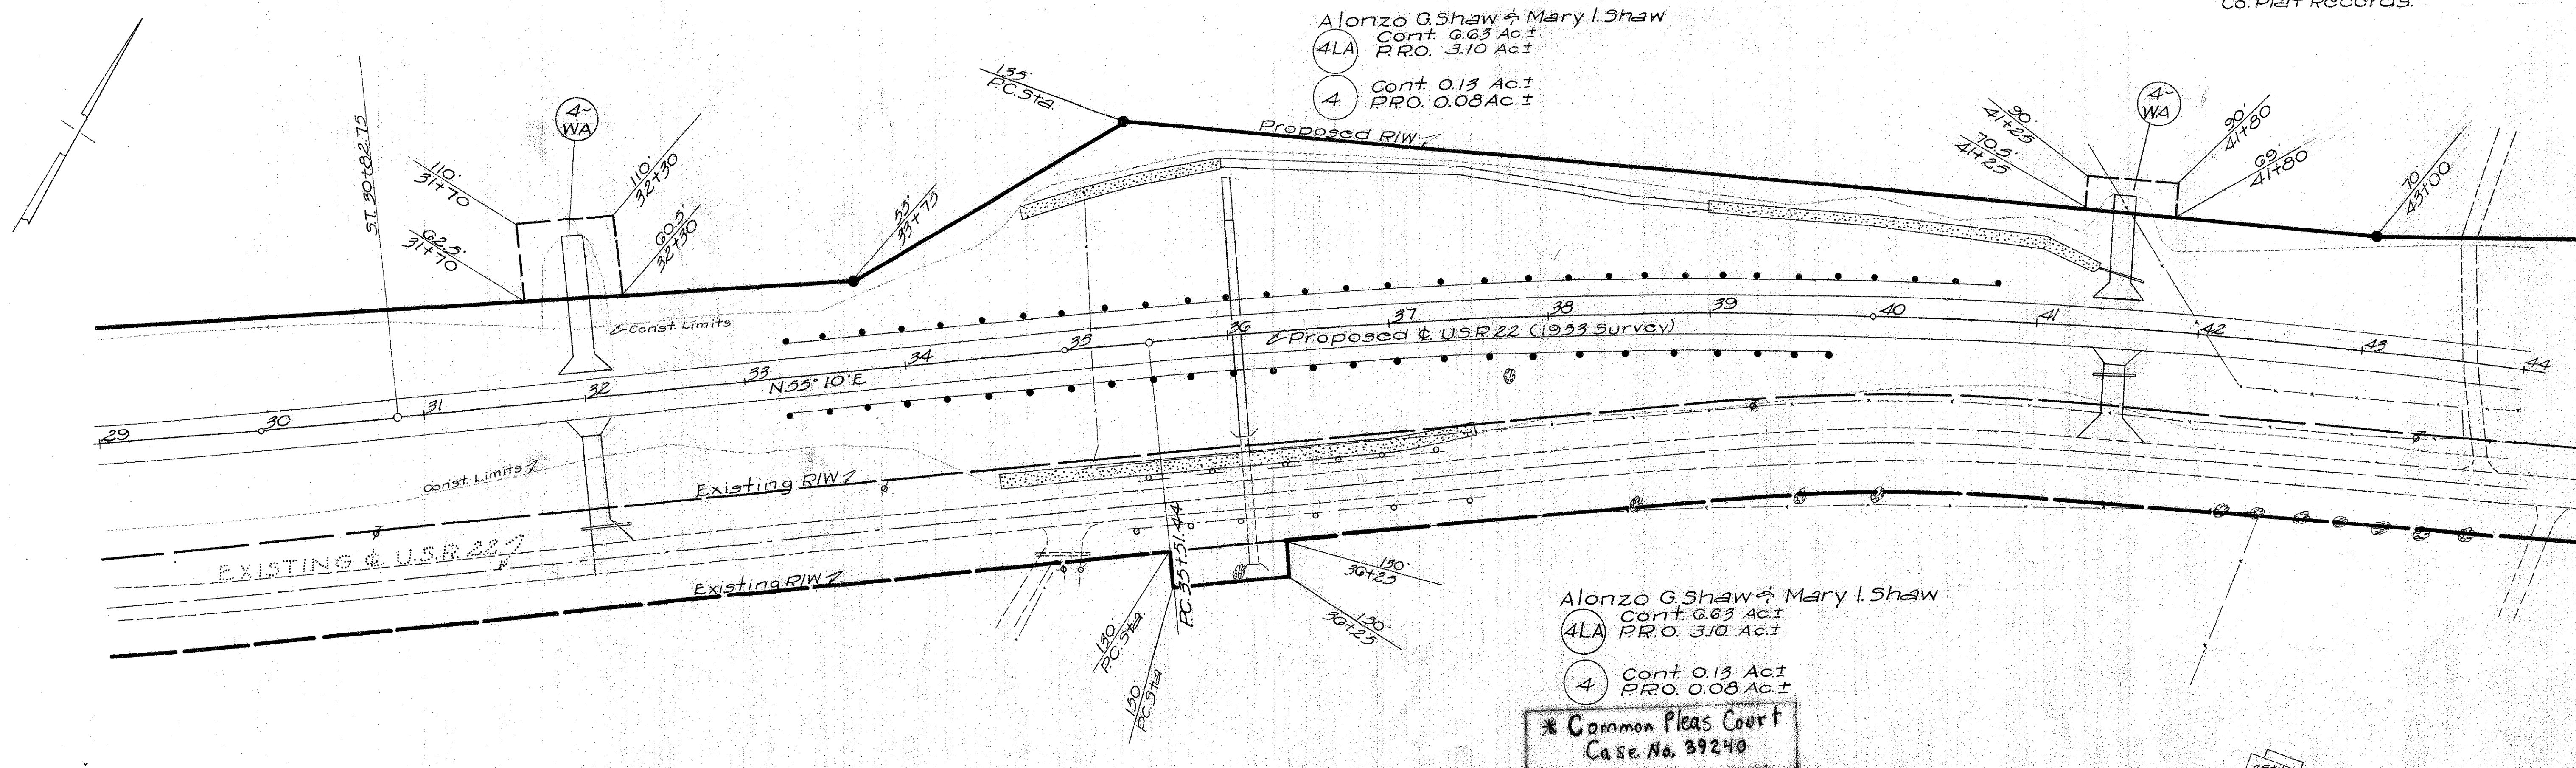 Co. Plat Records.
Alonzo G. Shaw & Mary I. Shaw
4LA
Cont. 6.63 Ac.±
P.R.O. 3.10 Ac.±
4
Cont. 0.13 Ac.±
P.R.O. 0.08 Ac.±
135'
P.C. Sta.
Proposed R/W
4~
WA
4~
WA
90'
41+25
70.5'
41+25
90'
41+80
69'
41+80
70'
43+00
S.T. 30+82.75
110'
31+70
62.5'
31+70
110'
32+30
60.5'
32+30
55'
33+75
Const. Limits
Proposed ℄ U.S.R. 22 (1953 Survey)
N55°10'E
29
30
31
32
33
34
35
36
37
38
39
40
41
42
43
44
Const. Limits
Existing R/W
EXISTING ℄ U.S.R. 22
Existing R/W
P.C. 35+51.44
130'
P.C. Sta.
150'
P.C. Sta
130'
36+25
150'
36+25
Alonzo G. Shaw & Mary I. Shaw
4LA
Cont. 6.63 Ac.±
P.R.O. 3.10 Ac.±
4
Cont. 0.13 Ac.±
P.R.O. 0.08 Ac.±
* Common Pleas Court
Case No. 39240